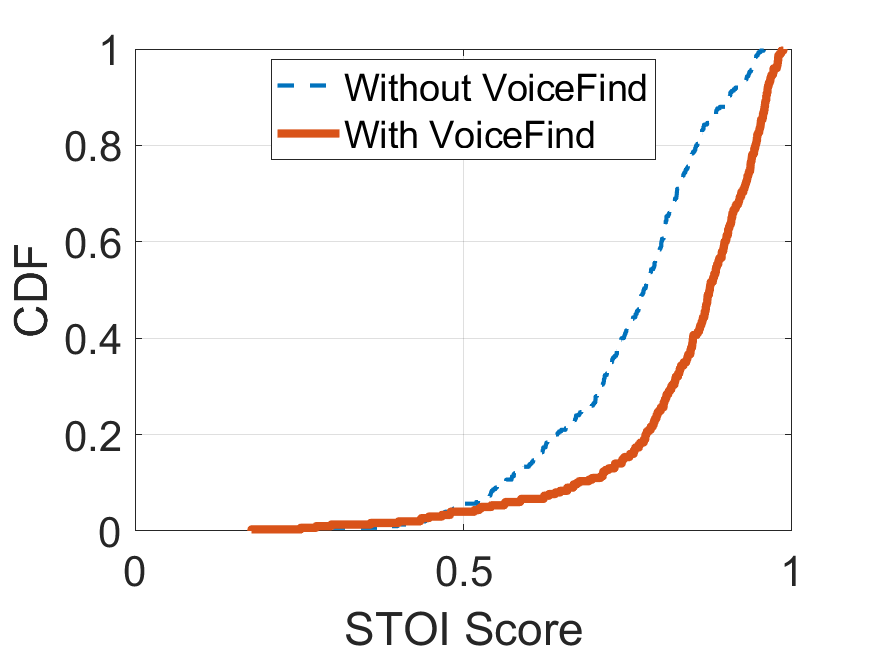 1
0.8
0.6
0.4
0.2
0
CDF
Without VoiceFind
With VoiceFind
0
0.5
1
STOI Score